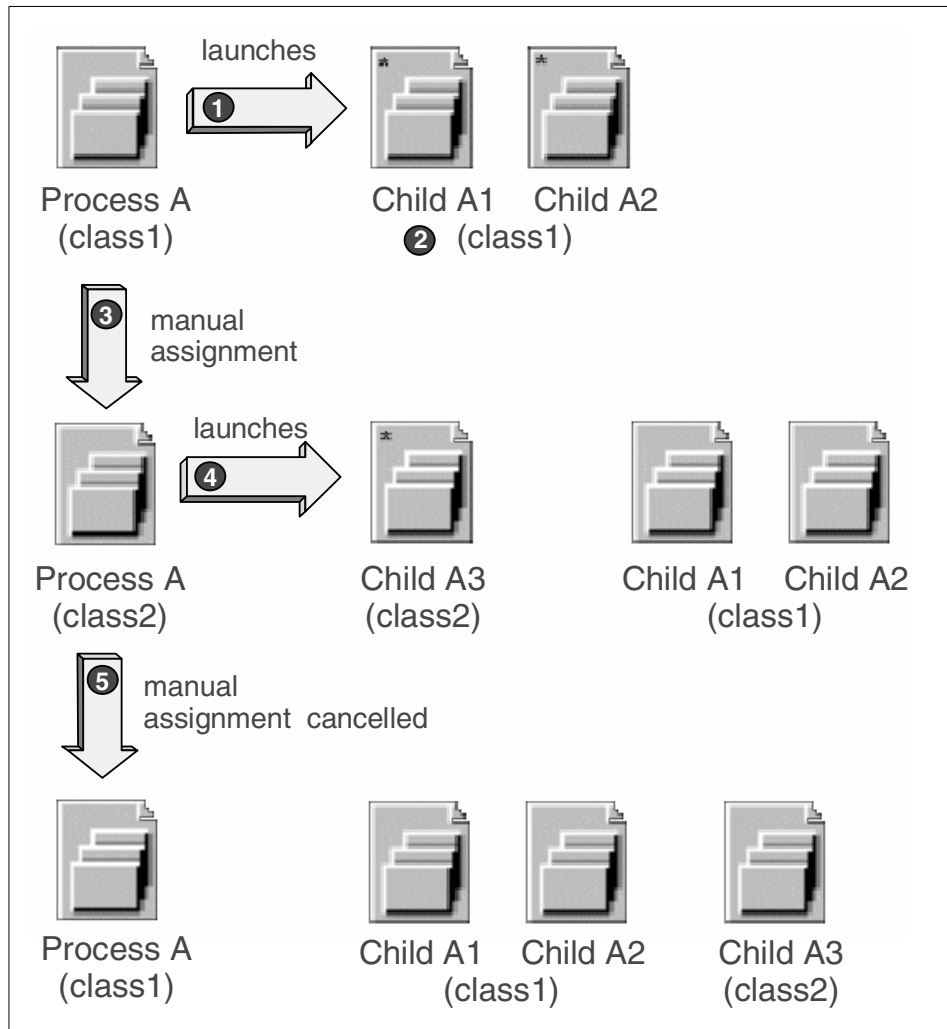 launches
1
Process A
(class1)
Child A1
Child A2
2 (class1)
3
manual
assignment
launches
4
Process A
(class2)
Child A3
(class2)
Child A1
Child A2
(class1)
5
manual
assignment cancelled
Process A
(class1)
Child A1
Child A2
(class1)
Child A3
(class2)